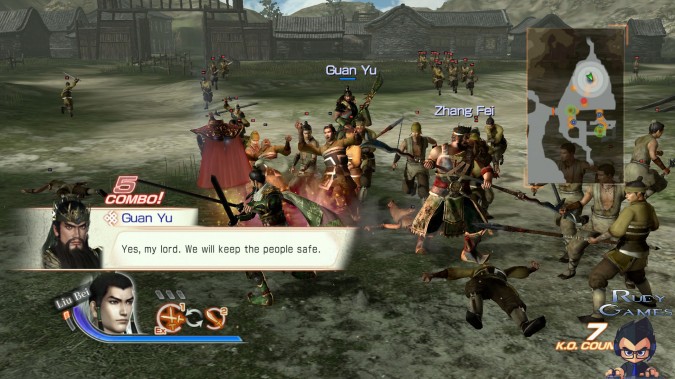 Guan Yu
Zhang Fei
5
COMBO!
Guan Yu
Yes, my lord. We will keep the people safe.
Liu Bei
Ex
RUEY
GAMES
7
K.O. COUN